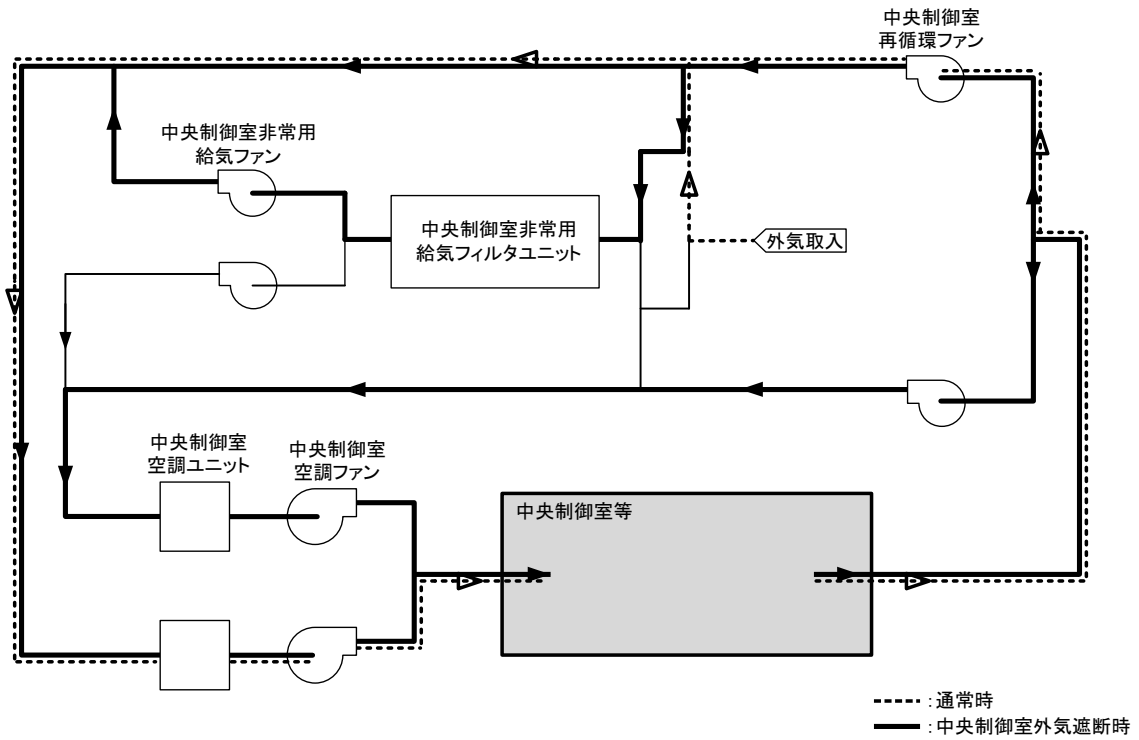 中央制御室
再循環ファン
中央制御室非常用
給気ファン
中央制御室非常用
給気フィルタユニット
外気取入
中央制御室
空調ユニット
中央制御室
空調ファン
中央制御室等
：通常時
：中央制御室外気遮断時